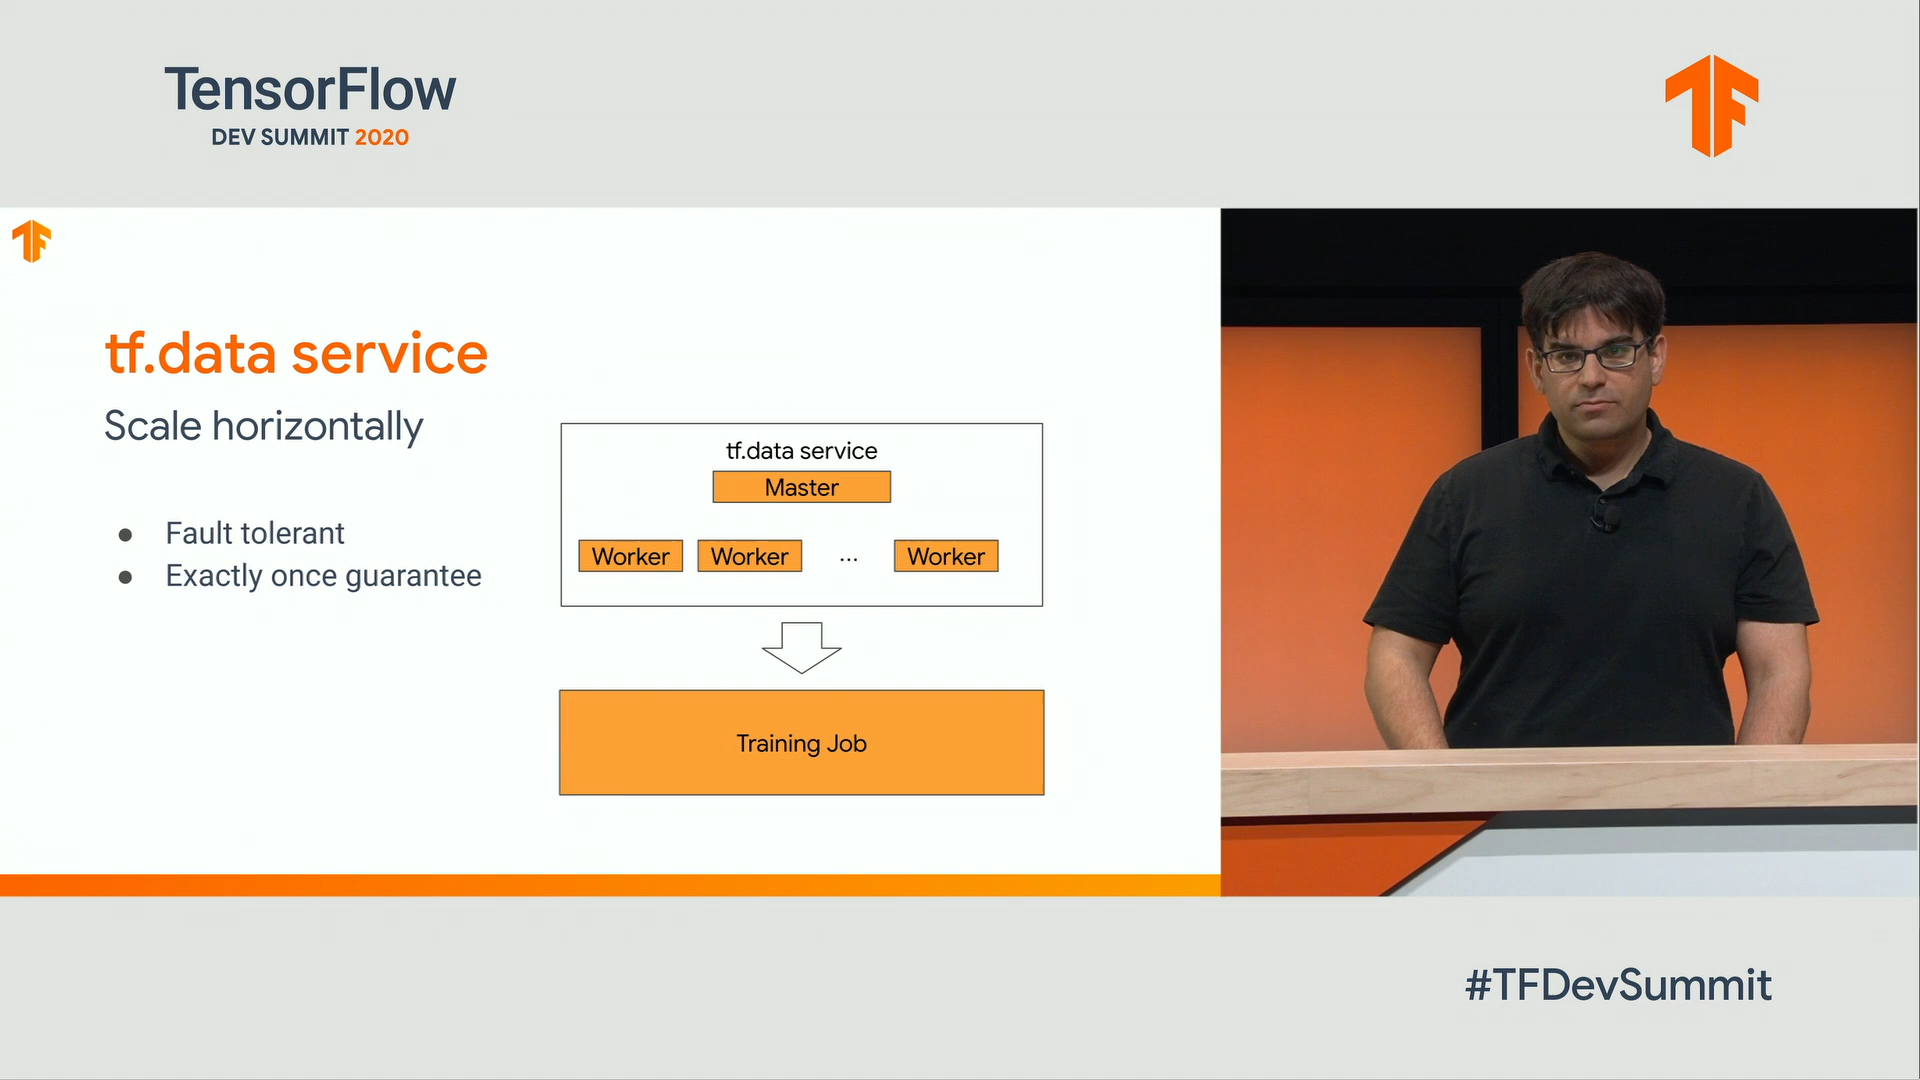 TensorFlow
DEV SUMMIT 2020
tf.data service
Scale horizontally
● Fault tolerant
● Exactly once guarantee
tf.data service
Master
Worker Worker ... Worker
Training Job
#TFDevSummit